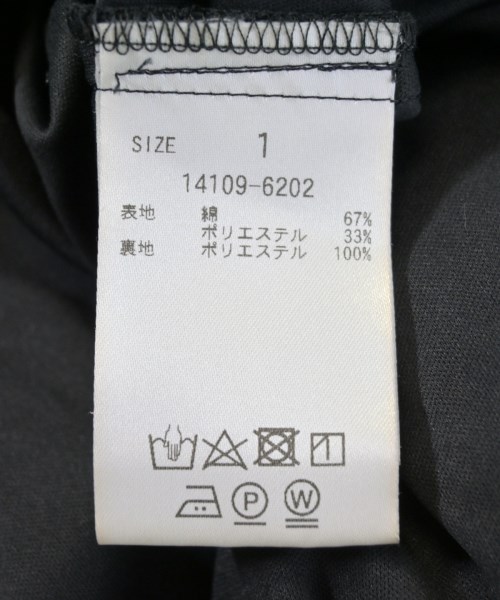 SIZE 1
14109-6202
表地 綿 67%
ポリエステル 33%
裏地 ポリエステル 100%
P W